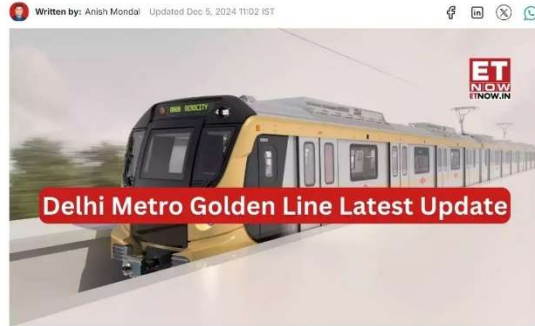 Written by: Anish Mondal Updated Dec 5, 2024 11:02 IST
ET
NOW
ETNOW.IN
AEROCITY
Delhi Metro Golden Line Latest Update